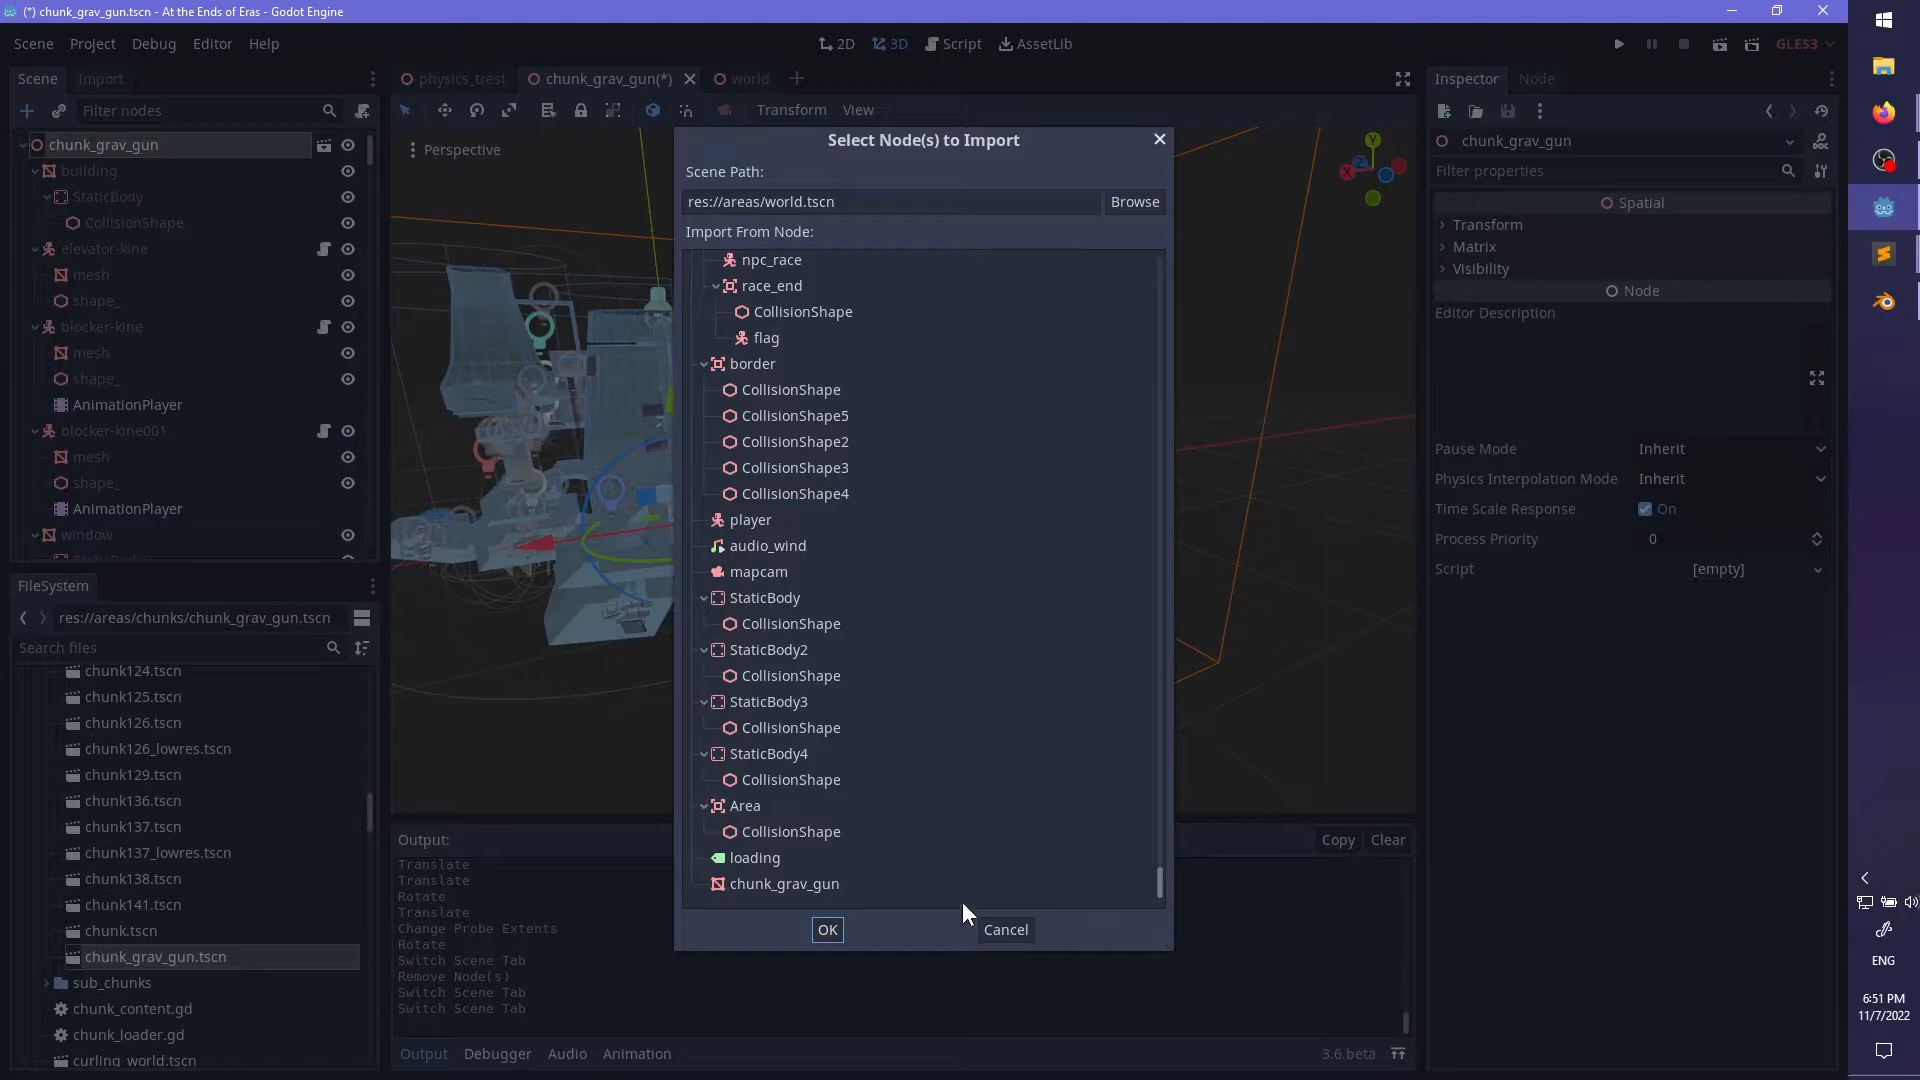 (*) chunk_grav_gun.tscn - At the Ends of Eras - Godot Engine
Scene Project Debug Editor Help
2D 3D Script AssetLib
GLES3
Scene Import
physics_trest chunk_grav_gun(*) world
Inspector Node
Filter nodes
Transform View
chunk_grav_gun
building
StaticBody
CollisionShape
elevator-kine
mesh
shape_
blocker-kine
mesh
shape_
AnimationPlayer
blocker-kine001
mesh
shape_
AnimationPlayer
window
Perspective
Y
X
Z
Select Node(s) to Import
Scene Path:
res://areas/world.tscn Browse
Import From Node:
npc_race
race_end
CollisionShape
flag
border
CollisionShape
CollisionShape5
CollisionShape2
CollisionShape3
CollisionShape4
player
audio_wind
mapcam
StaticBody
CollisionShape
StaticBody2
CollisionShape
StaticBody3
CollisionShape
StaticBody4
CollisionShape
Area
CollisionShape
loading
chunk_grav_gun
OK Cancel
chunk_grav_gun
Filter properties
Spatial
Transform
Matrix
Visibility
Node
Editor Description
Pause Mode Inherit
Physics Interpolation Mode Inherit
Time Scale Response On
Process Priority 0
Script [empty]
FileSystem
res://areas/chunks/chunk_grav_gun.tscn
Search files
chunk124.tscn
chunk125.tscn
chunk126.tscn
chunk126_lowres.tscn
chunk129.tscn
chunk136.tscn
chunk137.tscn
chunk137_lowres.tscn
chunk138.tscn
chunk141.tscn
chunk.tscn
chunk_grav_gun.tscn
sub_chunks
chunk_content.gd
chunk_loader.gd
curling_world.tscn
Output: Copy Clear
Translate
Translate
Rotate
Translate
Change Probe Extents
Rotate
Switch Scene Tab
Remove Node(s)
Switch Scene Tab
Switch Scene Tab
Output Debugger Audio Animation 3.6.beta
ENG
6:51 PM
11/7/2022